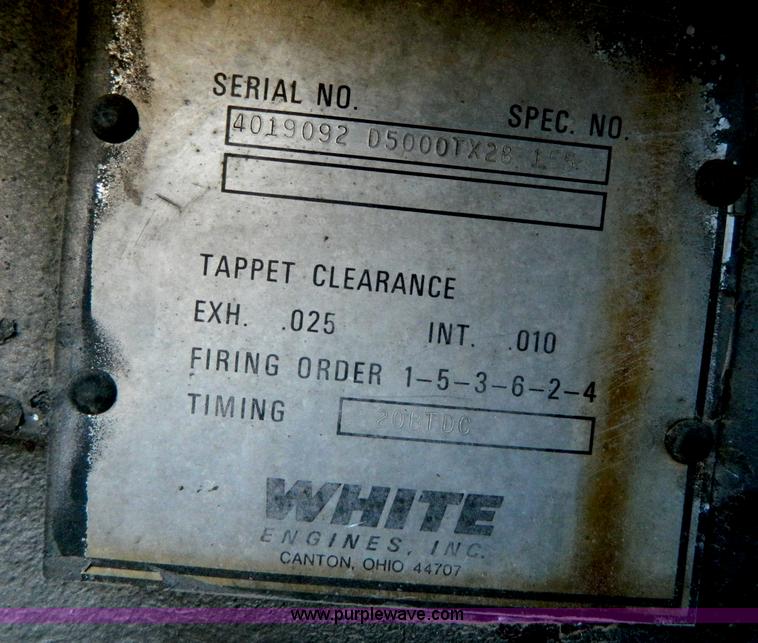 SERIAL NO. SPEC. NO.
4019092 D5000TX28
TAPPET CLEARANCE
EXH. .025 INT. .010
FIRING ORDER 1-5-3-6-2-4
TIMING 20BTDC
WHITE
ENGINES, INC.
CANTON, OHIO 44707
www.purplewave.com